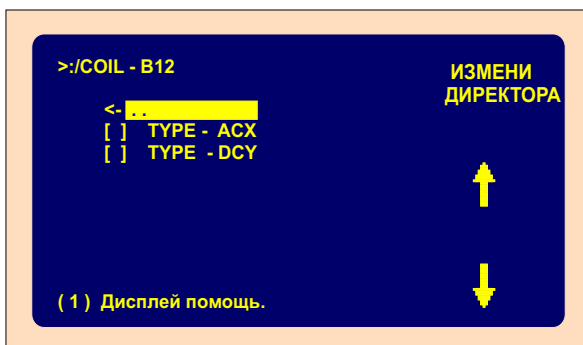 >:/COIL - B12
ИЗМЕНИ
ДИРЕКТОРА
<- . .
[ ] TYPE - ACX
[ ] TYPE - DCY
( 1 ) Дисплей помощь.